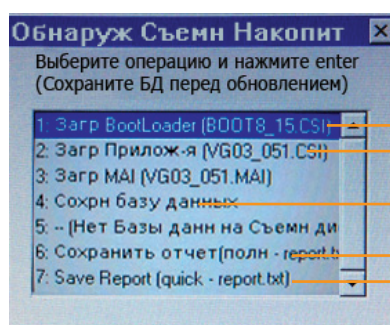 Обнаруж Съемн Накопит
Выберите операцию и нажмите enter
(Сохраните БД перед обновлением)
1: Загр BootLoader (BOOT8_15.CSI)
2: Загр Прилож-я (VG03_051.CSI)
3: Загр MAI (VG03_051.MAI)
4: Сохрн базу данных
5: -- (Нет Базы данн на Съемн ди
6: Сохранить отчет(полн - report.h
7: Save Report (quick - report.txt)